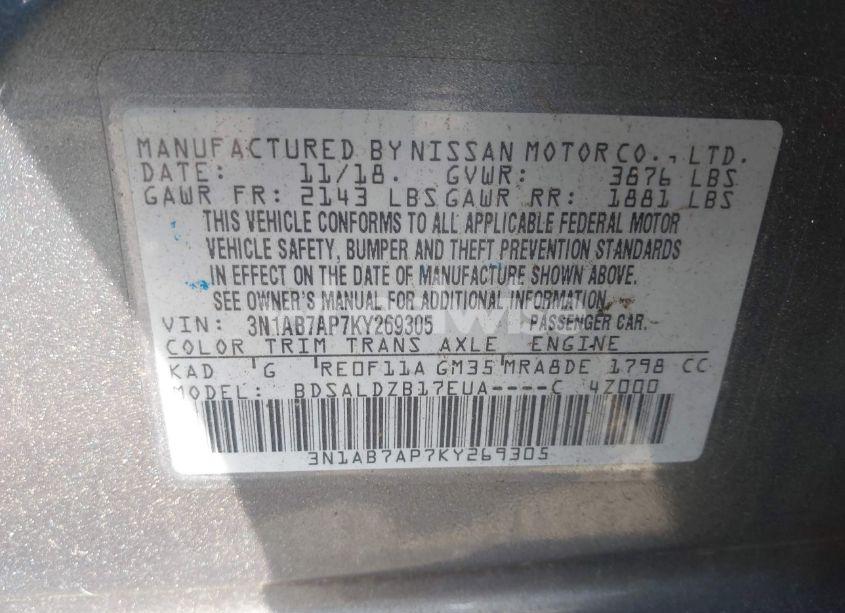 MANUFACTURED BY NISSAN MOTOR CO., LTD.
DATE: 11/18. GVWR: 3876 LBS
GAWR FR: 2143 LBS GAWR RR: 1881 LBS
THIS VEHICLE CONFORMS TO ALL APPLICABLE FEDERAL MOTOR
VEHICLE SAFETY, BUMPER AND THEFT PREVENTION STANDARDS
IN EFFECT ON THE DATE OF MANUFACTURE SHOWN ABOVE.
SEE OWNER'S MANUAL FOR ADDITIONAL INFORMATION.
VIN: 3N1AB7AP7KY269305 PASSENGER CAR.
COLOR TRIM TRANS AXLE ENGINE
KAD G RE0F11A GM35 MRA8DE 1798 CC
MODEL: BDSALDZB17EUA----C 4Z000
3N1AB7AP7KY269305